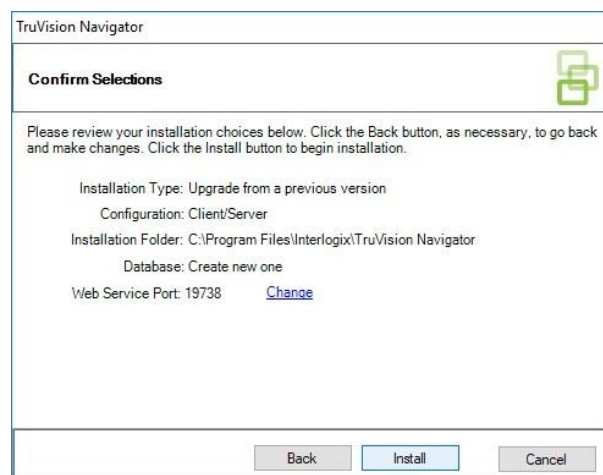 TruVision Navigator
Confirm Selections
Please review your installation choices below. Click the Back button, as necessary, to go back
and make changes. Click the Install button to begin installation.
Installation Type: Upgrade from a previous version
Configuration: Client/Server
Installation Folder: C:\Program Files\Interlogix\TruVision Navigator
Database: Create new one
Web Service Port: 19738 Change
Back Install Cancel